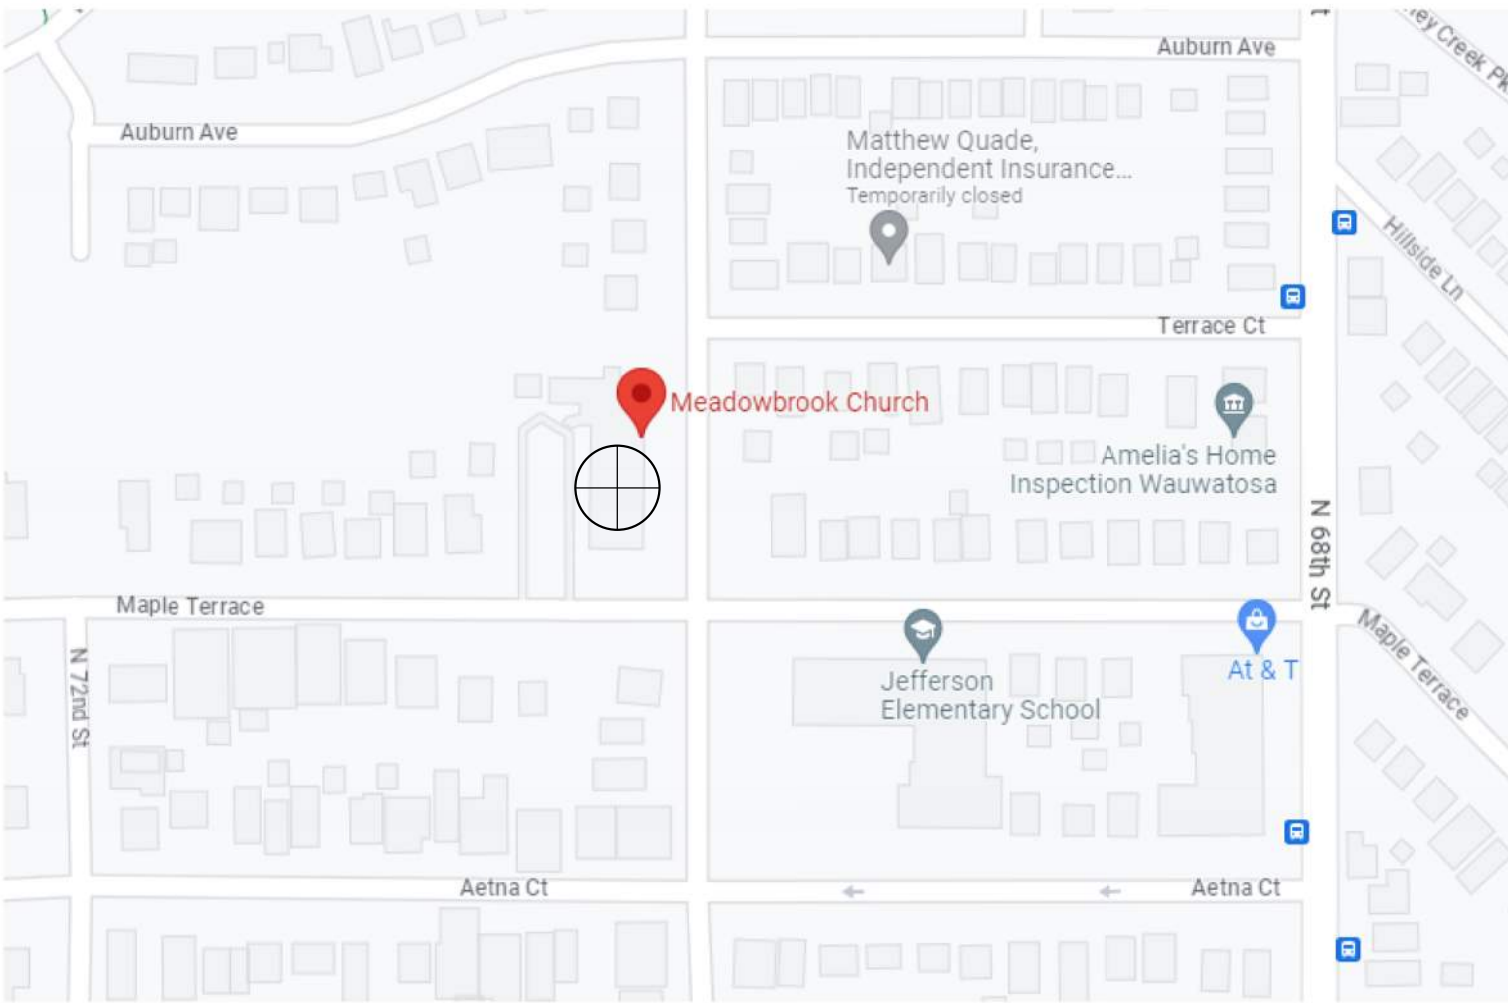 Auburn Ave
Creek
Auburn Ave
Matthew Quade,
Independent Insurance...
Temporarily closed
Hillside Ln
Terrace Ct
Meadowbrook Church
Amelia's Home
Inspection Wauwatosa
N 68th St
Maple Terrace
Maple Terrace
N 72nd St
Jefferson
Elementary School
At & T
Aetna Ct
Aetna Ct